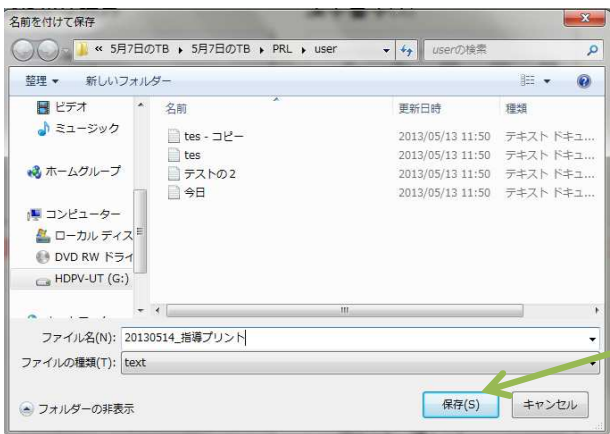 名前を付けて保存
« 5月7日のTB ▸ 5月7日のTB ▸ PRL ▸ user
userの検索
整理 ▼ 新しいフォルダー
ビデオ
ミュージック
ホームグループ
コンピューター
ローカル ディス
DVD RW ドライ
HDPV-UT (G:)
名前 更新日時 種類
tes - コピー 2013/05/13 11:50 テキスト ドキュ...
tes 2013/05/13 11:50 テキスト ドキュ...
テストの2 2013/05/13 11:50 テキスト ドキュ...
今日 2013/05/13 11:50 テキスト ドキュ...
ファイル名(N): 20130514_指導プリント
ファイルの種類(T): text
フォルダーの非表示
保存(S) キャンセル